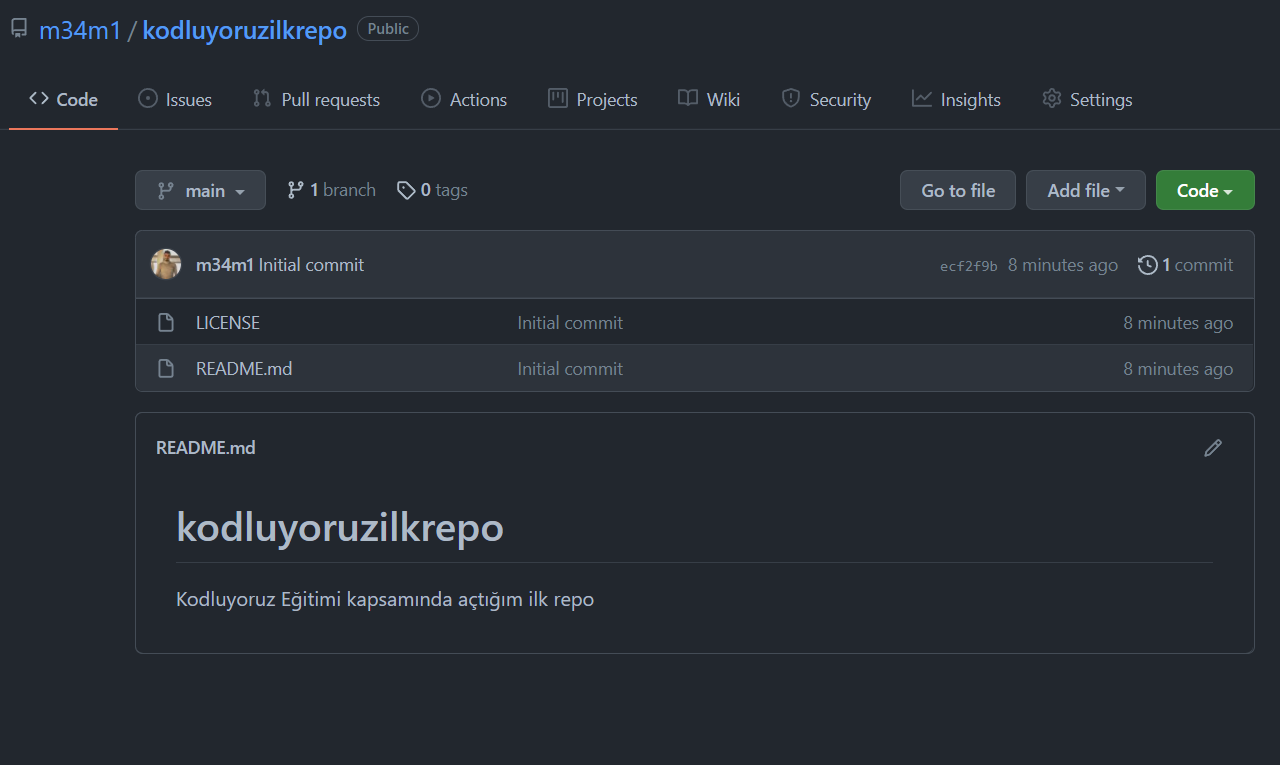 m34m1 / kodluyoruzilkrepo Public
Code Issues Pull requests Actions Projects Wiki Security Insights Settings
main 1 branch 0 tags Go to file Add file Code
m34m1 Initial commit ecf2f9b 8 minutes ago 1 commit
LICENSE Initial commit 8 minutes ago
README.md Initial commit 8 minutes ago
README.md
kodluyoruzilkrepo
Kodluyoruz Eğitimi kapsamında açtığım ilk repo